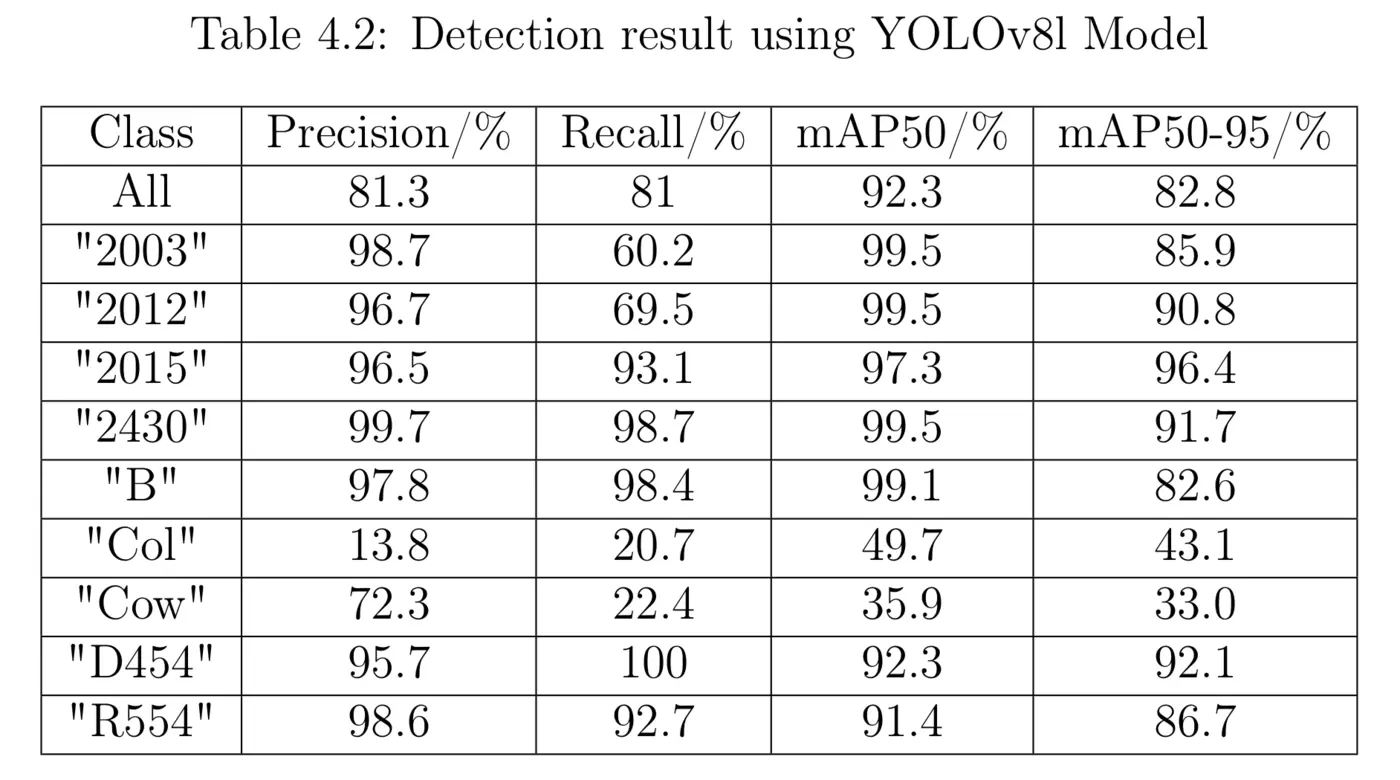 Table 4.2: Detection result using YOLOv8l Model
Class Precision/% Recall/% mAP50/% mAP50-95/%
All 81.3 81 92.3 82.8
"2003" 98.7 60.2 99.5 85.9
"2012" 96.7 69.5 99.5 90.8
"2015" 96.5 93.1 97.3 96.4
"2430" 99.7 98.7 99.5 91.7
"B" 97.8 98.4 99.1 82.6
"Col" 13.8 20.7 49.7 43.1
"Cow" 72.3 22.4 35.9 33.0
"D454" 95.7 100 92.3 92.1
"R554" 98.6 92.7 91.4 86.7